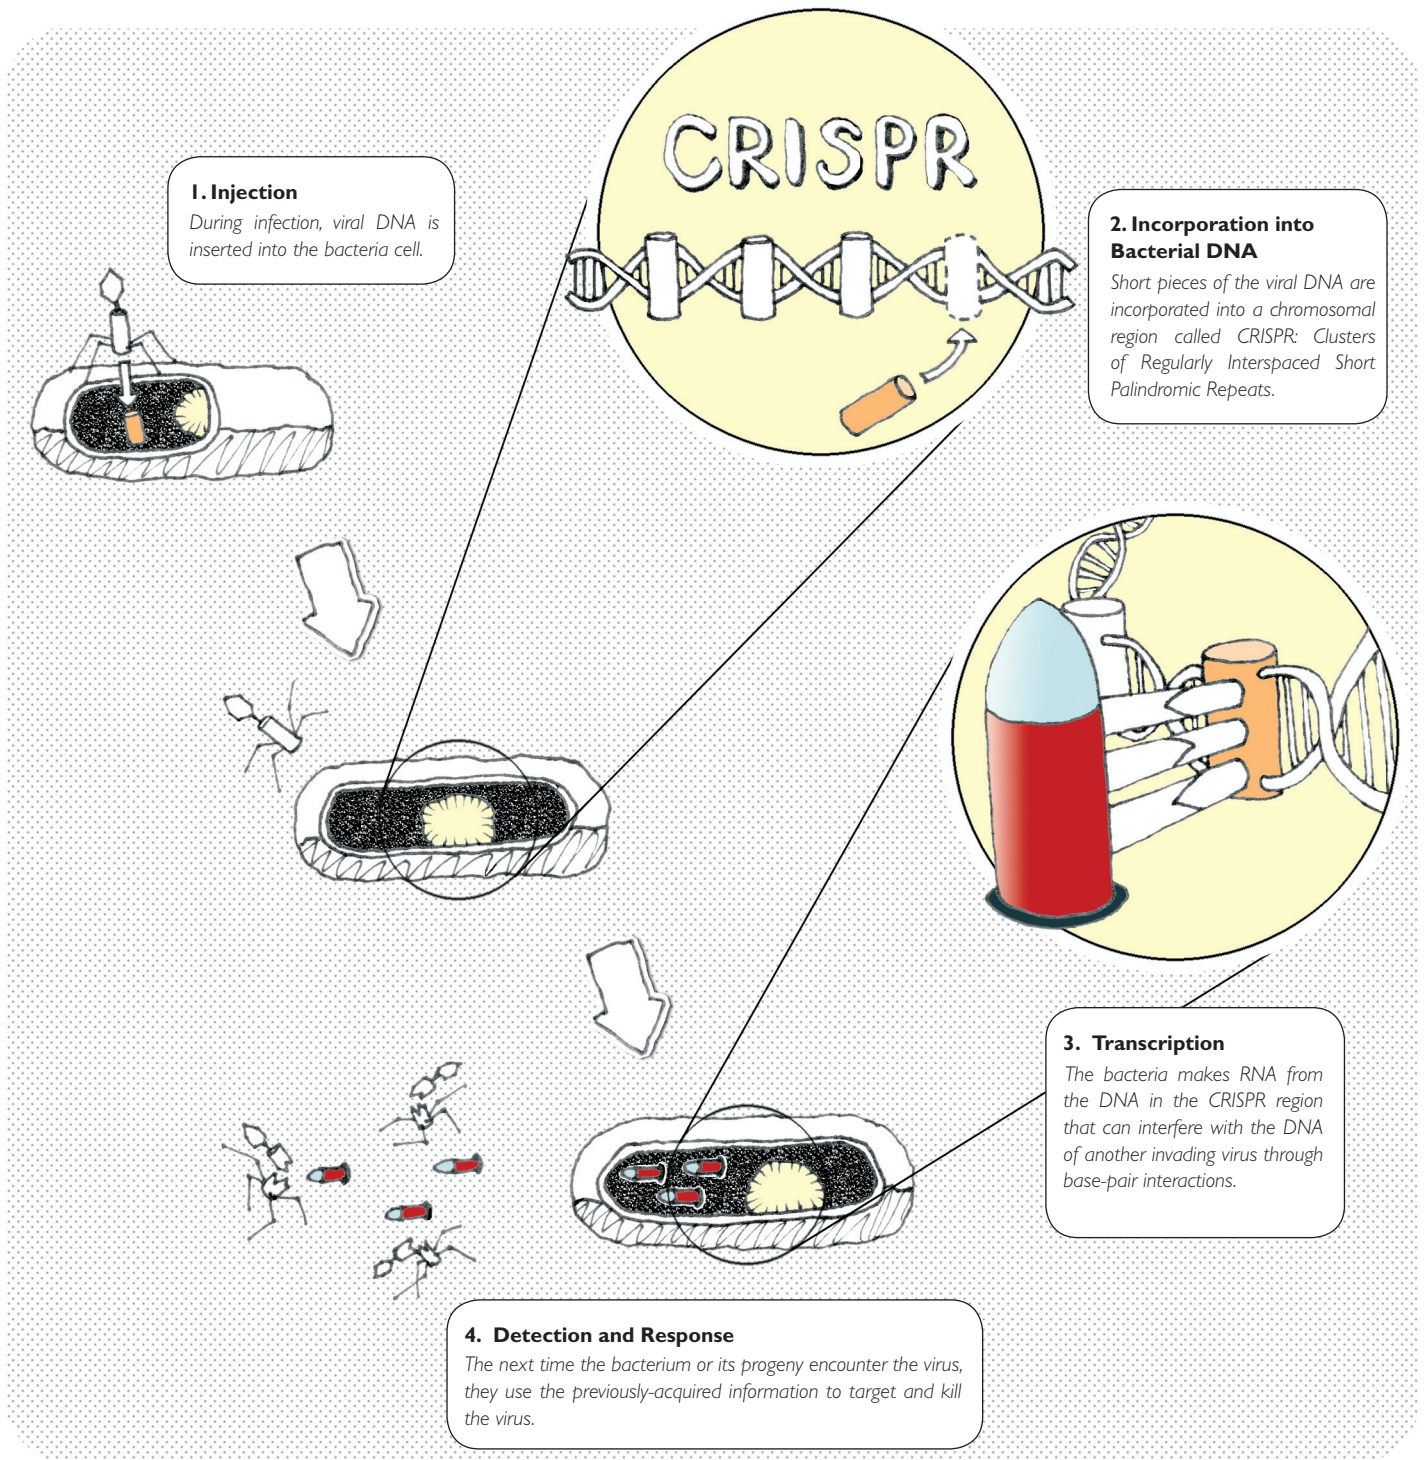 CRISPR
1. Injection
During infection, viral DNA is
inserted into the bacteria cell.
2. Incorporation into
Bacterial DNA
Short pieces of the viral DNA are
incorporated into a chromosomal
region called CRISPR: Clusters
of Regularly Interspaced Short
Palindromic Repeats.
3. Transcription
The bacteria makes RNA from
the DNA in the CRISPR region
that can interfere with the DNA
of another invading virus through
base-pair interactions.
4. Detection and Response
The next time the bacterium or its progeny encounter the virus,
they use the previously-acquired information to target and kill
the virus.